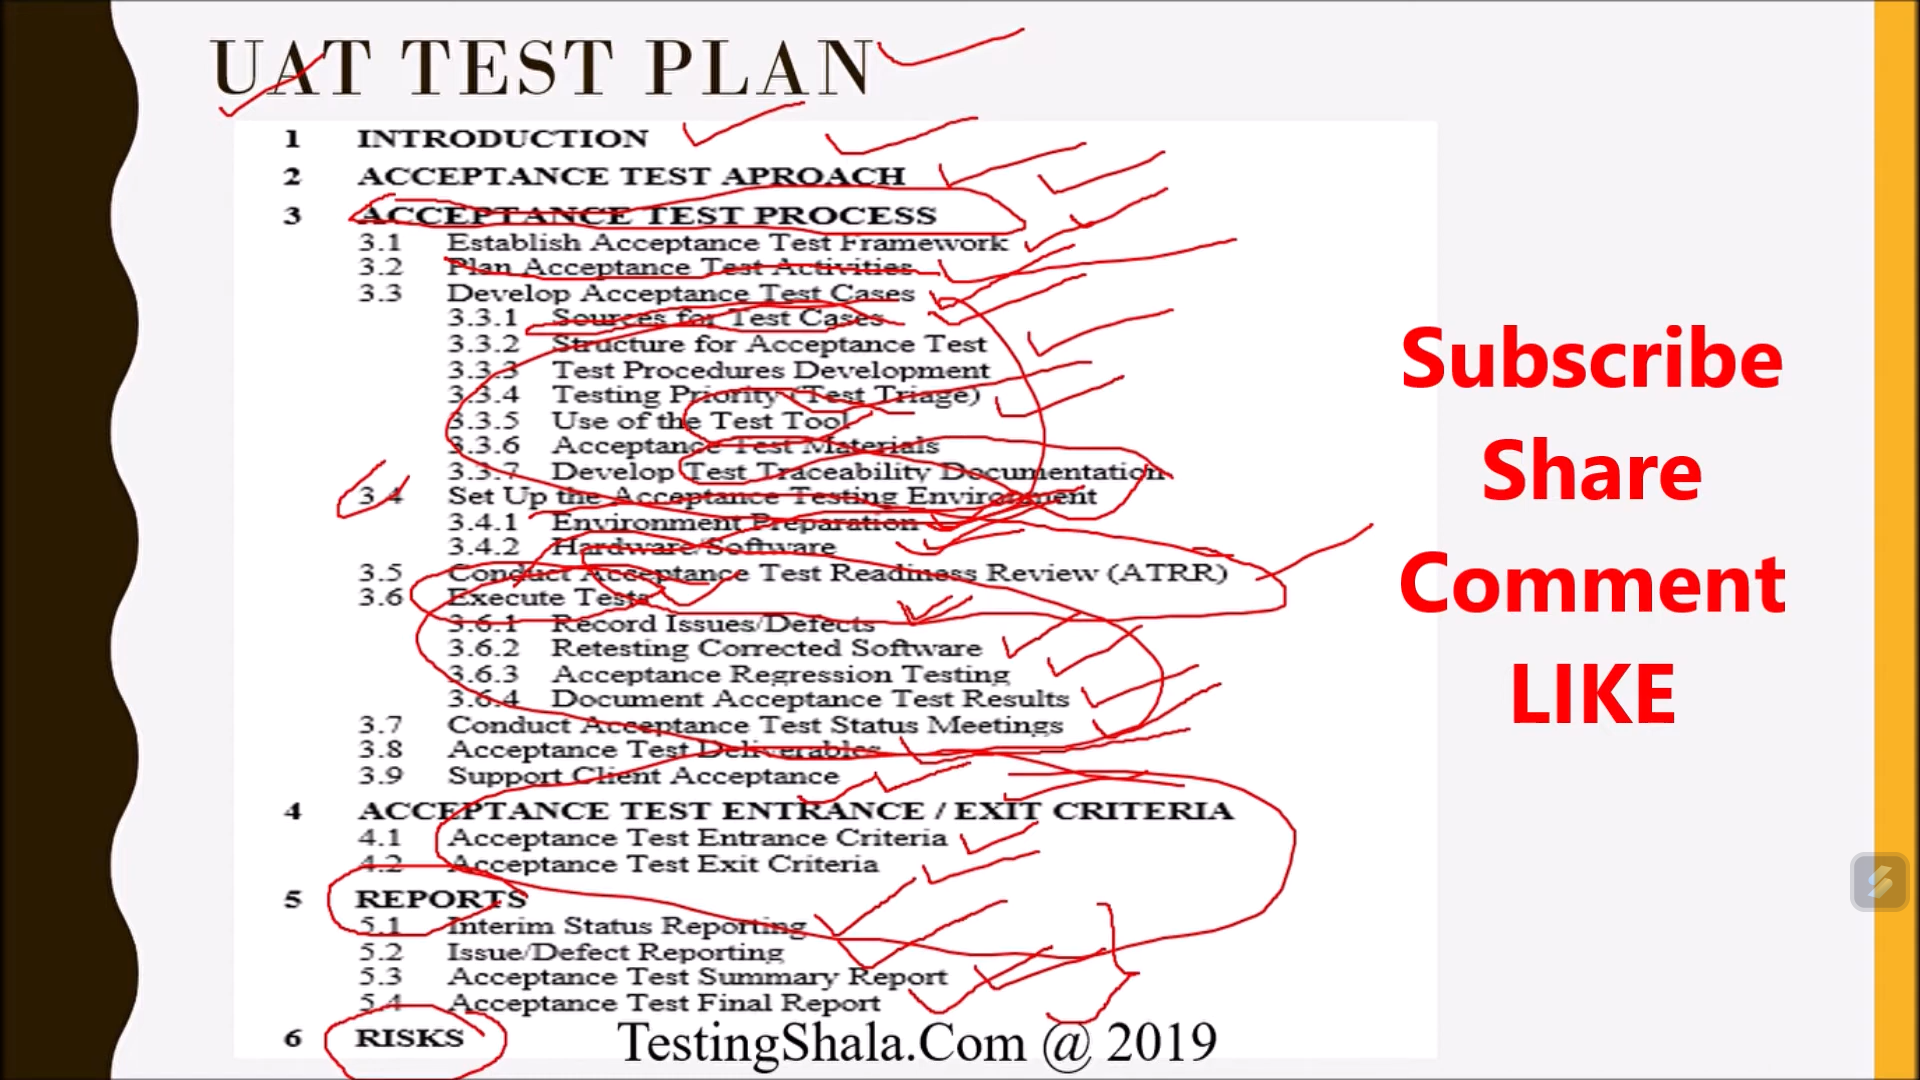 UAT TEST PLAN
1 INTRODUCTION
2 ACCEPTANCE TEST APROACH
3 ACCEPTANCE TEST PROCESS
3.1 Establish Acceptance Test Framework
3.2 Plan Acceptance Test Activities
3.3 Develop Acceptance Test Cases
3.3.1 Sources for Test Cases
3.3.2 Structure for Acceptance Test
3.3.3 Test Procedures Development
3.3.4 Testing Priority (Test Triage)
3.3.5 Use of the Test Tool
3.3.6 Acceptance Test Materials
3.3.7 Develop Test Traceability Documentation
3.4 Set Up the Acceptance Testing Environment
3.4.1 Environment Preparation
3.4.2 Hardware/Software
3.5 Conduct Acceptance Test Readiness Review (ATRR)
3.6 Execute Tests
3.6.1 Record Issues/Defects
3.6.2 Retesting Corrected Software
3.6.3 Acceptance Regression Testing
3.6.4 Document Acceptance Test Results
3.7 Conduct Acceptance Test Status Meetings
3.8 Acceptance Test Deliverables
3.9 Support Client Acceptance
4 ACCEPTANCE TEST ENTRANCE / EXIT CRITERIA
4.1 Acceptance Test Entrance Criteria
4.2 Acceptance Test Exit Criteria
5 REPORTS
5.1 Interim Status Reporting
5.2 Issue/Defect Reporting
5.3 Acceptance Test Summary Report
5.4 Acceptance Test Final Report
6 RISKS
TestingShala.Com @ 2019
Subscribe
Share
Comment
LIKE